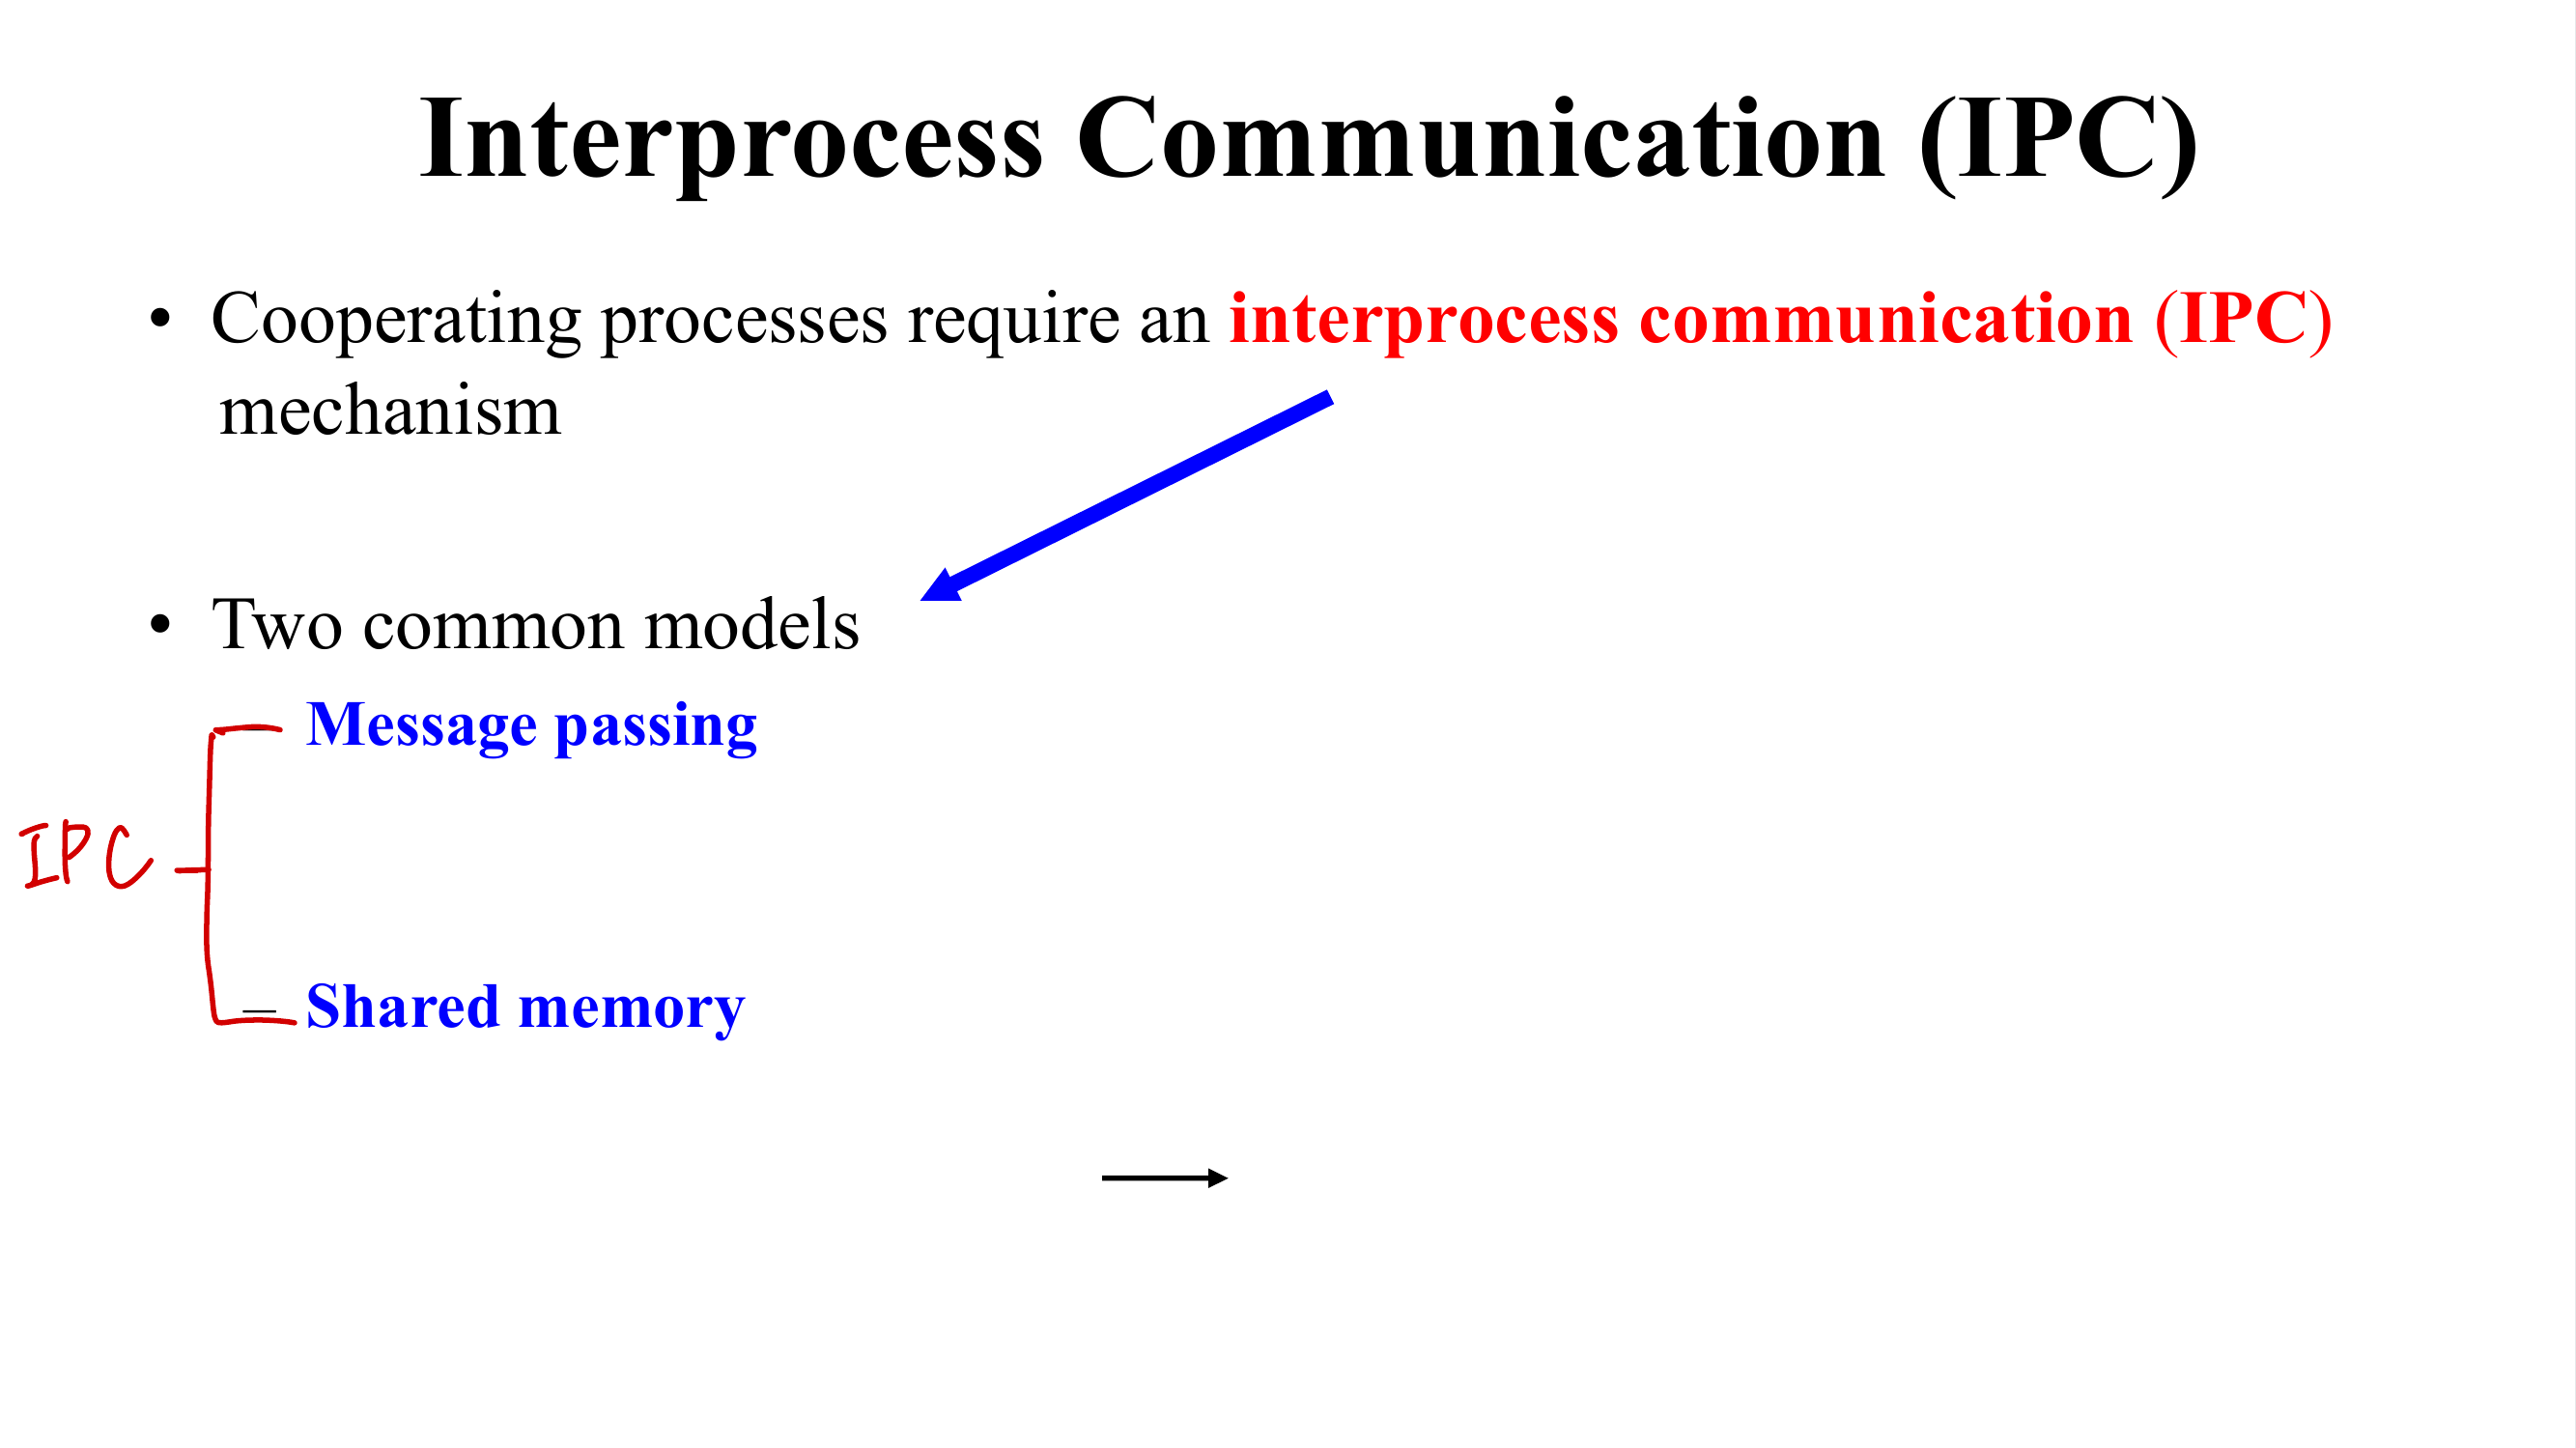 Interprocess Communication (IPC)
• Cooperating processes require an interprocess communication (IPC)
mechanism
• Two common models
– Message passing
IPC
– Shared memory